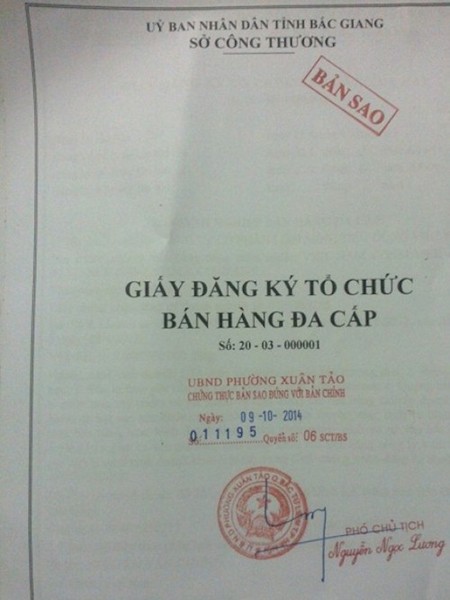 UỶ BAN NHÂN DÂN TỈNH BẮC GIANG
SỞ CÔNG THƯƠNG
BẢN SAO
GIẤY ĐĂNG KÝ TỔ CHỨC
BÁN HÀNG ĐA CẤP
Số: 20 - 03 - 000001
UBND PHƯỜNG XUÂN TẢO
CHỨNG THỰC BẢN SAO ĐÚNG VỚI BẢN CHÍNH
Ngày: 09-10-2014
011195 Quyển số: 06 SCT/BS
PHÓ CHỦ TỊCH
Nguyễn Ngọc Lương